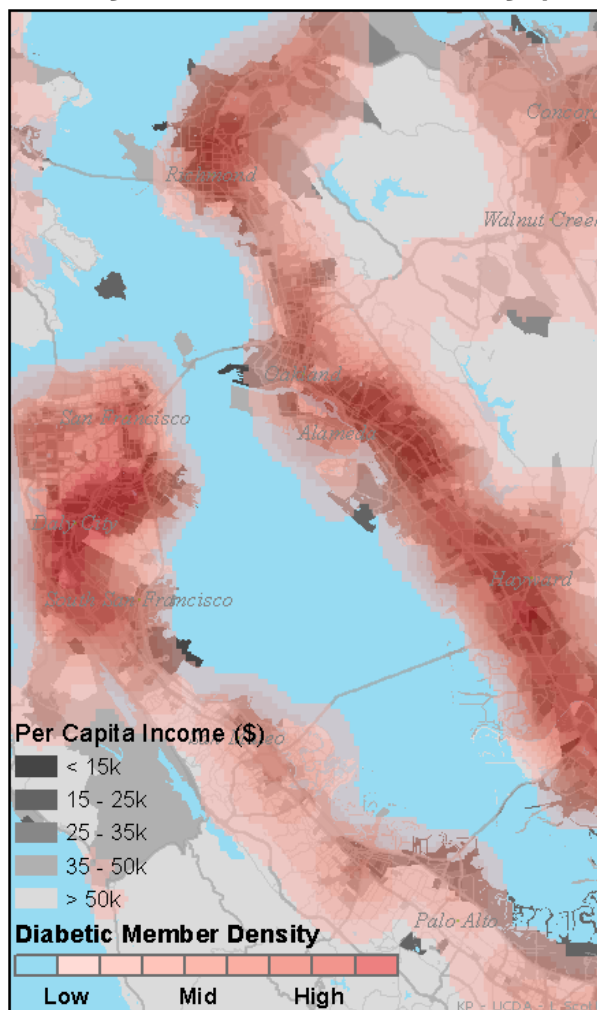 Concord
Richmond
Walnut Creek
Oakland
San Francisco
Alameda
Daly City
Hayward
South San Francisco
Per Capita Income ($)
< 15k
15 - 25k
25 - 35k
35 - 50k
> 50k
Palo Alto
Diabetic Member Density
Low Mid High